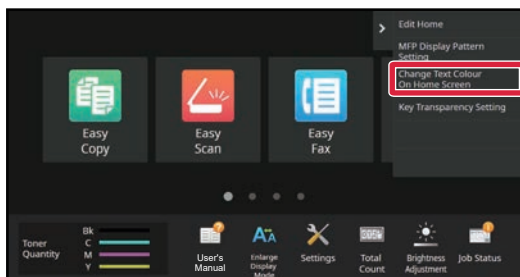 Edit Home
MFP Display Pattern
Setting
Change Text Colour
On Home Screen
Key Transparency Setting
Easy
Copy
Easy
Scan
Easy
Fax
Toner
Quantity
Bk
C
M
Y
User's
Manual
Enlarge
Display
Mode
Settings
Total
Count
Brightness
Adjustment
Job Status